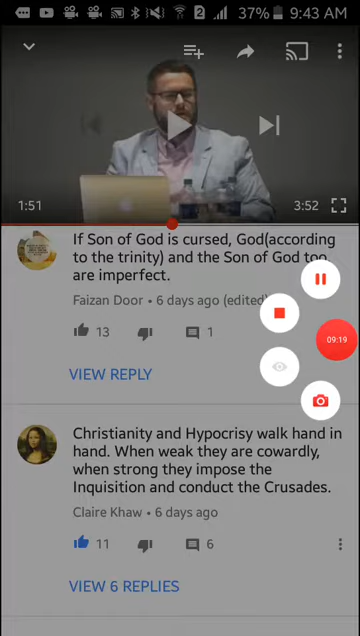 2 37% 9:43 AM
1:51
3:52
If Son of God is cursed, God(according
to the trinity) and the Son of God too
are imperfect.
Faizan Door • 6 days ago (edited)
13 1
09:19
VIEW REPLY
Christianity and Hypocrisy walk hand in
hand. When weak they are cowardly,
when strong they impose the
Inquisition and conduct the Crusades.
Claire Khaw • 6 days ago
11 6
VIEW 6 REPLIES